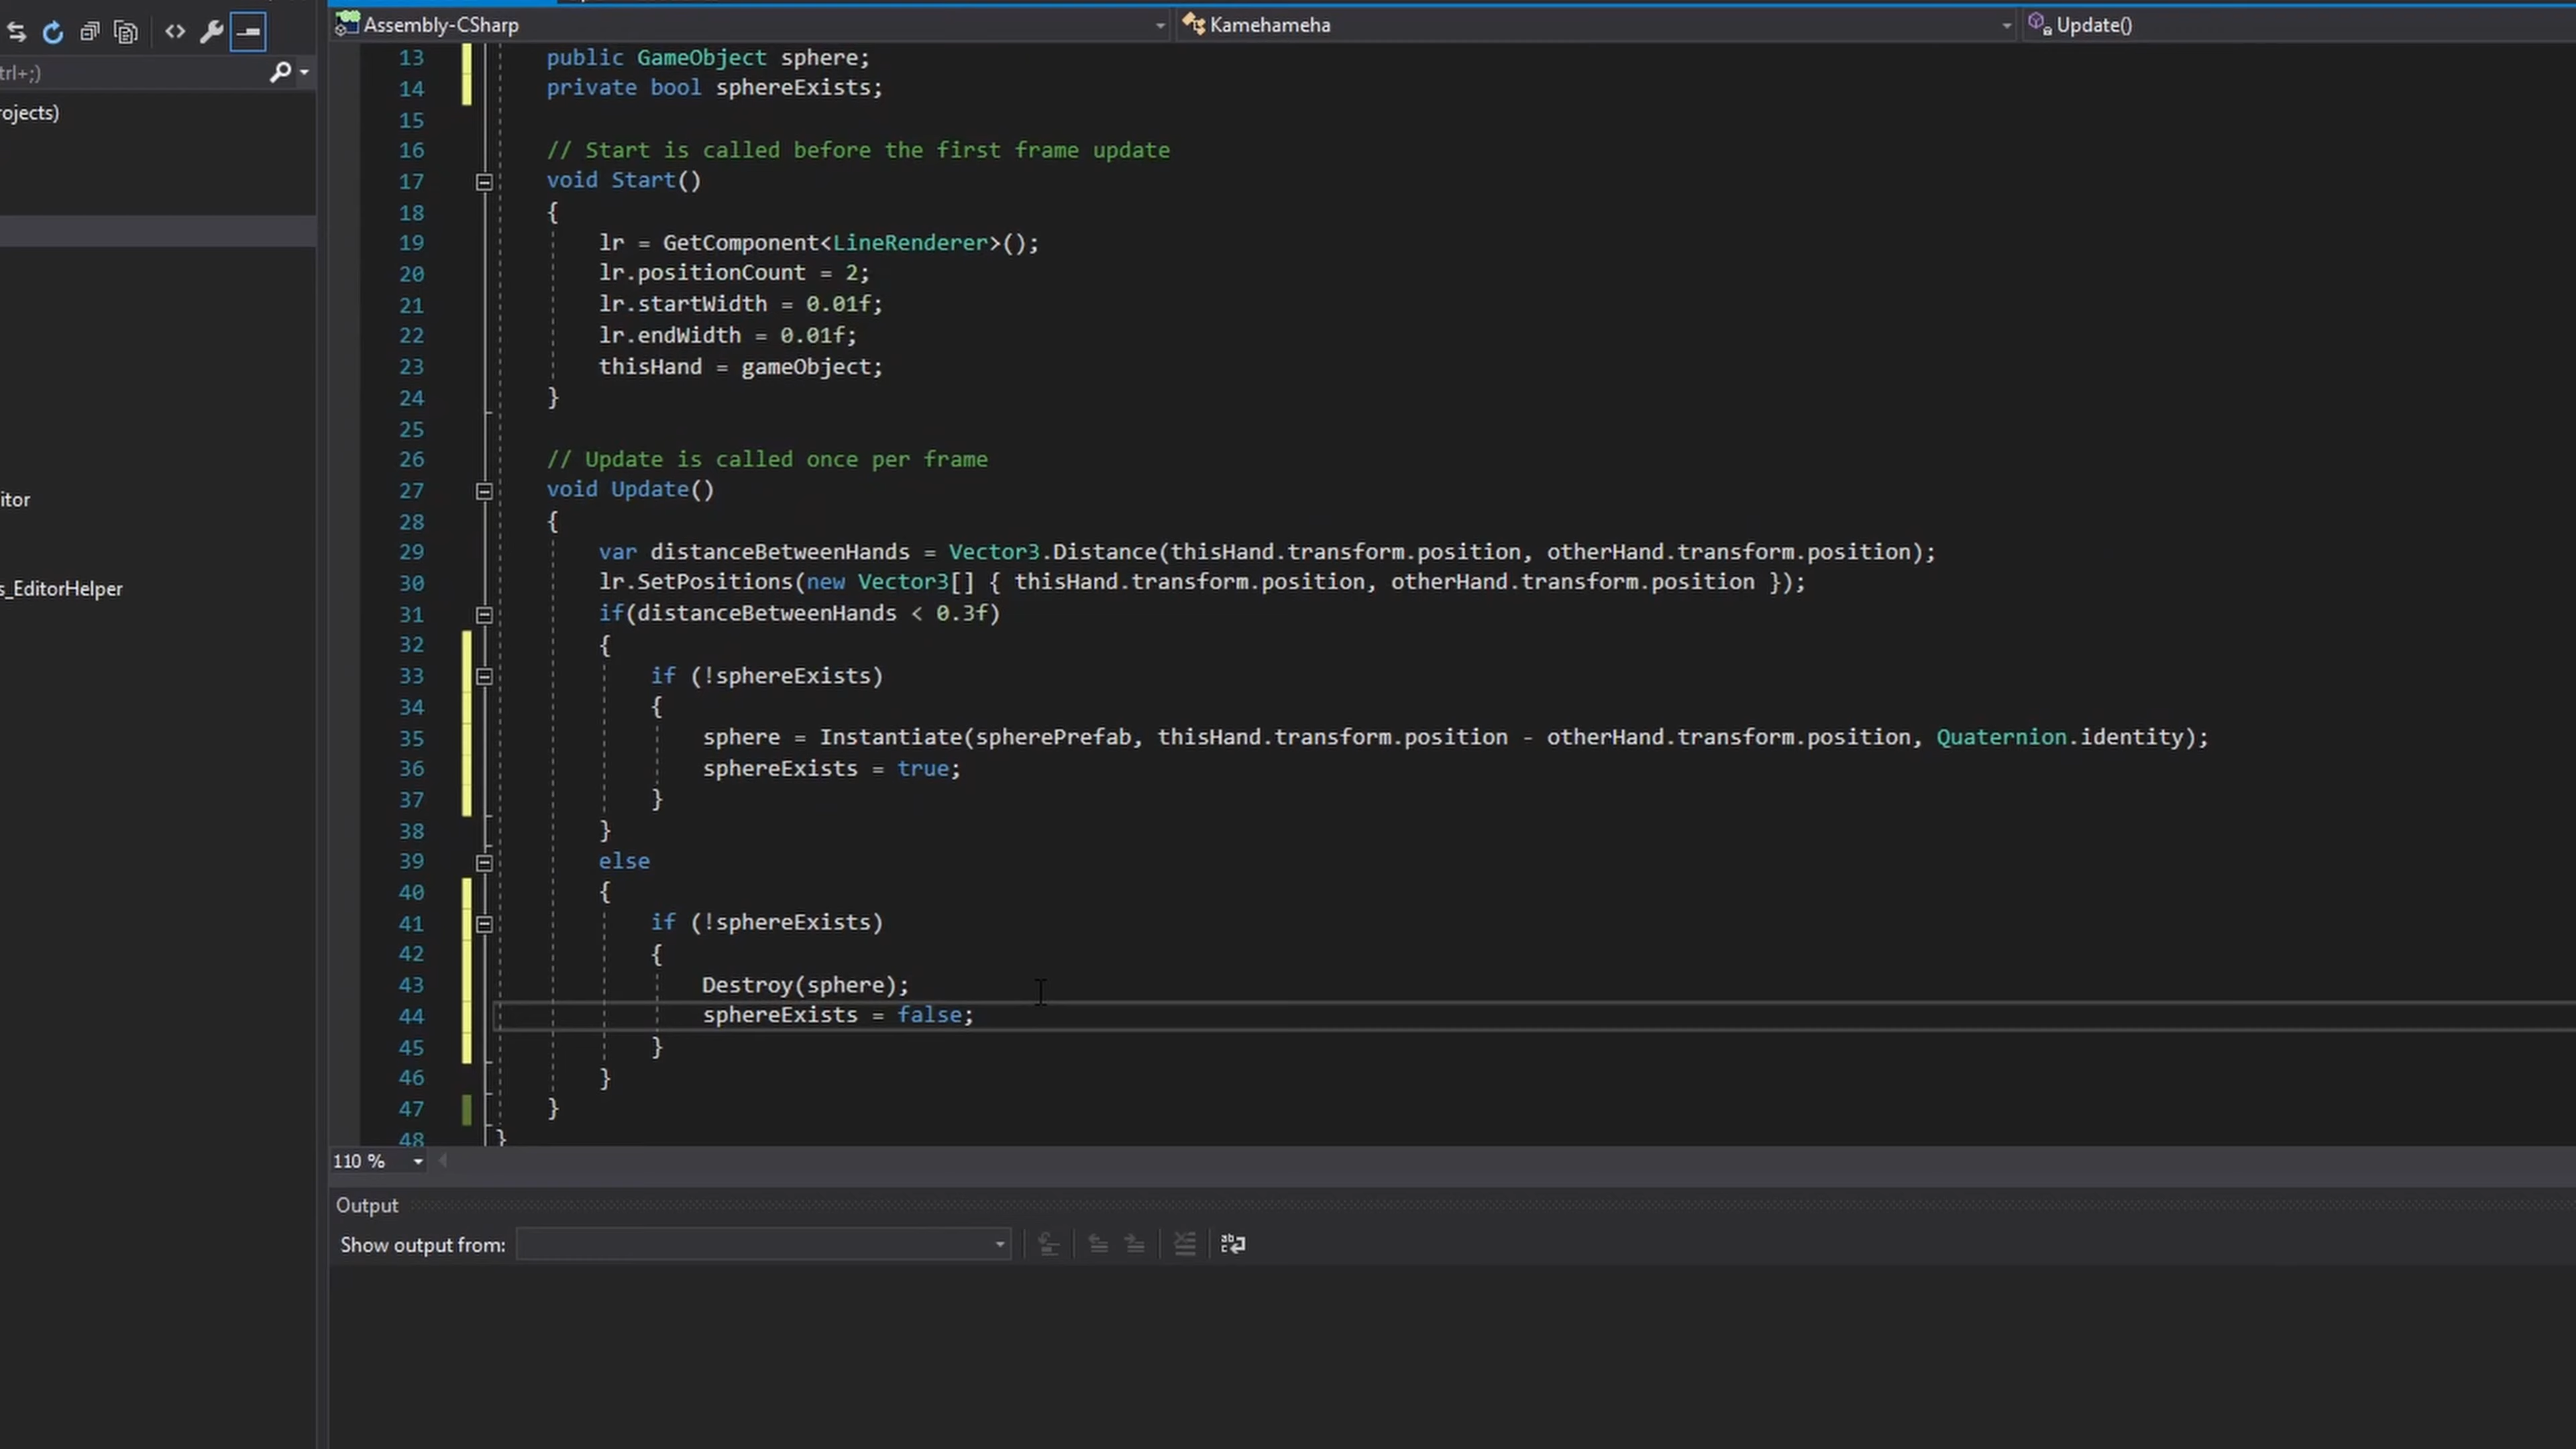 Assembly-CSharp Kamehameha Update()
trl+;)
rojects)
itor
s_EditorHelper
13 public GameObject sphere;
14 private bool sphereExists;
15
16 // Start is called before the first frame update
17 void Start()
18 {
19 lr = GetComponent<LineRenderer>();
20 lr.positionCount = 2;
21 lr.startWidth = 0.01f;
22 lr.endWidth = 0.01f;
23 thisHand = gameObject;
24 }
25
26 // Update is called once per frame
27 void Update()
28 {
29 var distanceBetweenHands = Vector3.Distance(thisHand.transform.position, otherHand.transform.position);
30 lr.SetPositions(new Vector3[] { thisHand.transform.position, otherHand.transform.position });
31 if(distanceBetweenHands < 0.3f)
32 {
33 if (!sphereExists)
34 {
35 sphere = Instantiate(spherePrefab, thisHand.transform.position - otherHand.transform.position, Quaternion.identity);
36 sphereExists = true;
37 }
38 }
39 else
40 {
41 if (!sphereExists)
42 {
43 Destroy(sphere);
44 sphereExists = false;
45 }
46 }
47 }
48 }
110 %
Output
Show output from: